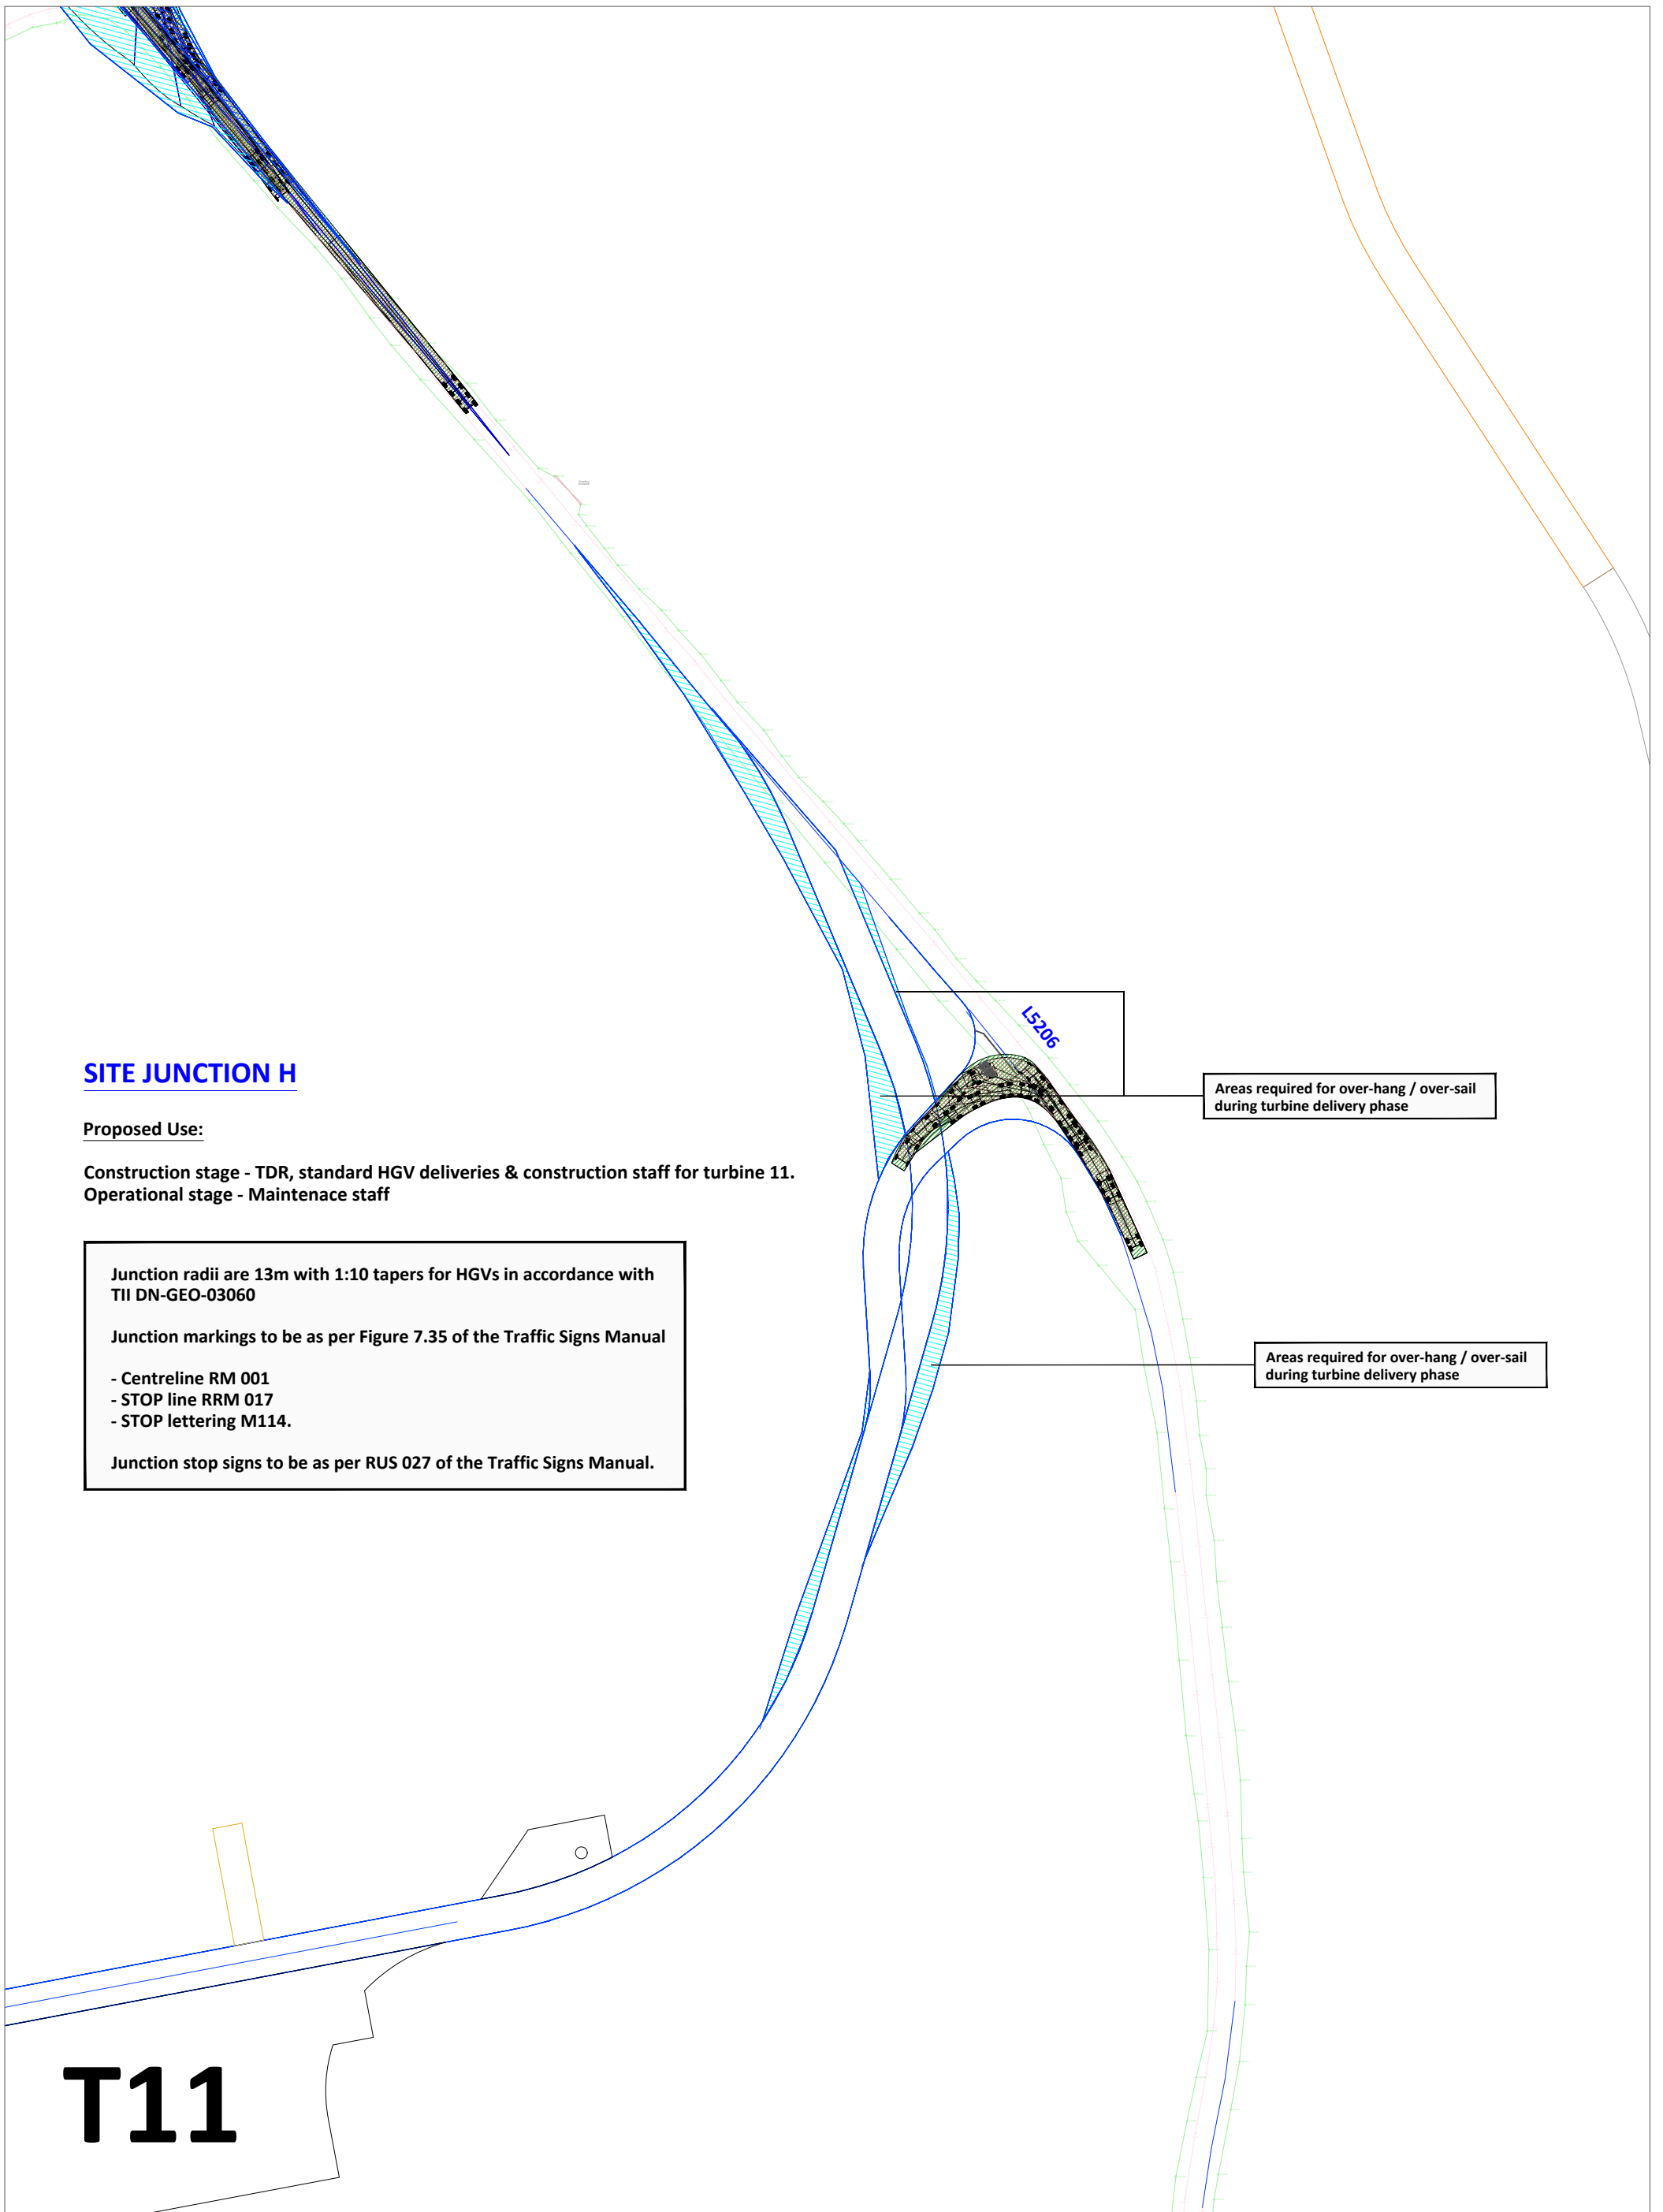 L5206
SITE JUNCTION H
Areas required for over-hang / over-sail
during turbine delivery phase
Proposed Use:
Construction stage - TDR, standard HGV deliveries & construction staff for turbine 11.
Operational stage - Maintenace staff
Junction radii are 13m with 1:10 tapers for HGVs in accordance with
TII DN-GEO-03060
Junction markings to be as per Figure 7.35 of the Traffic Signs Manual
- Centreline RM 001
- STOP line RRM 017
- STOP lettering M114.
Junction stop signs to be as per RUS 027 of the Traffic Signs Manual.
Areas required for over-hang / over-sail
during turbine delivery phase
T11